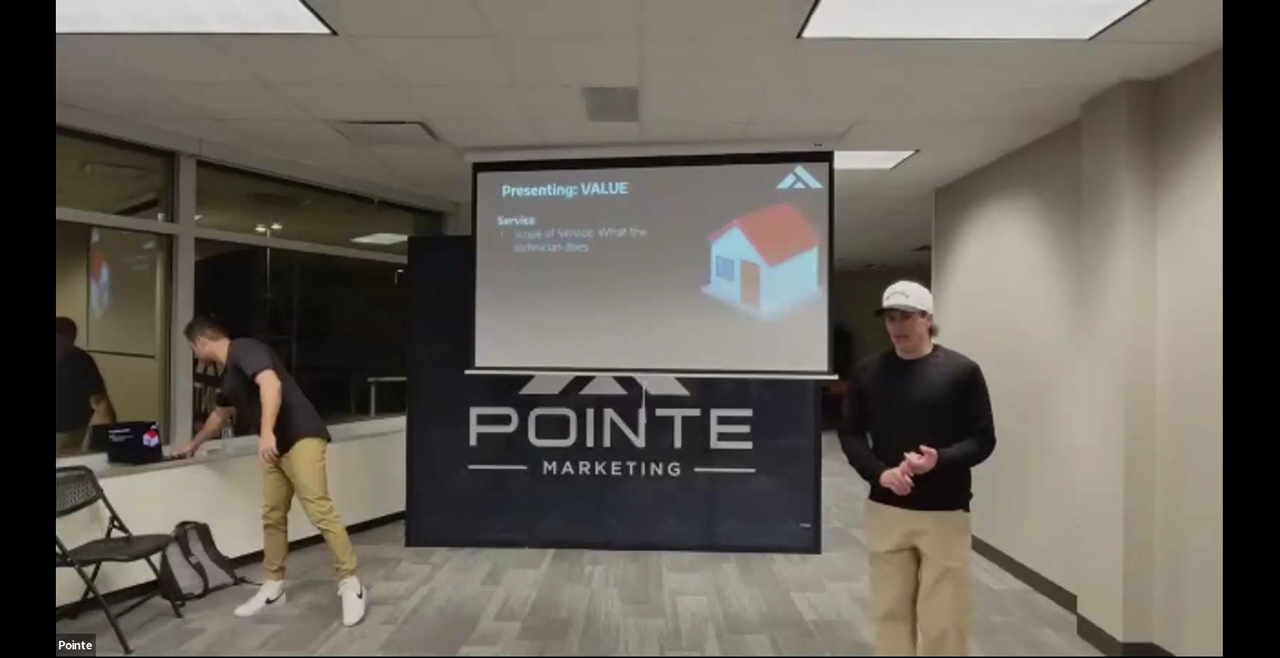 Presenting: VALUE
Service
Scope of Service: What the
technician does
POINTE
MARKETING
Pointe